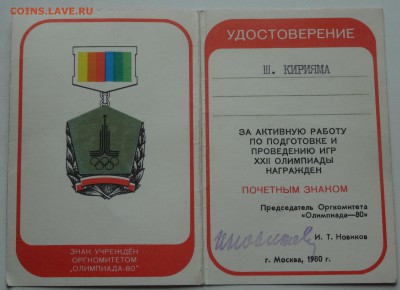 COINS.LAVE.RU
ЗНАК УЧРЕЖДЁН
ОРГКОМИТЕТОМ
„ОЛИМПИАДА-80"
УДОСТОВЕРЕНИЕ
Ш. КИРИЯМА
ЗА АКТИВНУЮ РАБОТУ
ПО ПОДГОТОВКЕ И
ПРОВЕДЕНИЮ ИГР
XXII ОЛИМПИАДЫ
НАГРАЖДЕН
ПОЧЕТНЫМ ЗНАКОМ
Председатель Оргкомитета
«Олимпиада—80»
И. Т. Новиков
г. Москва, 1980 г.